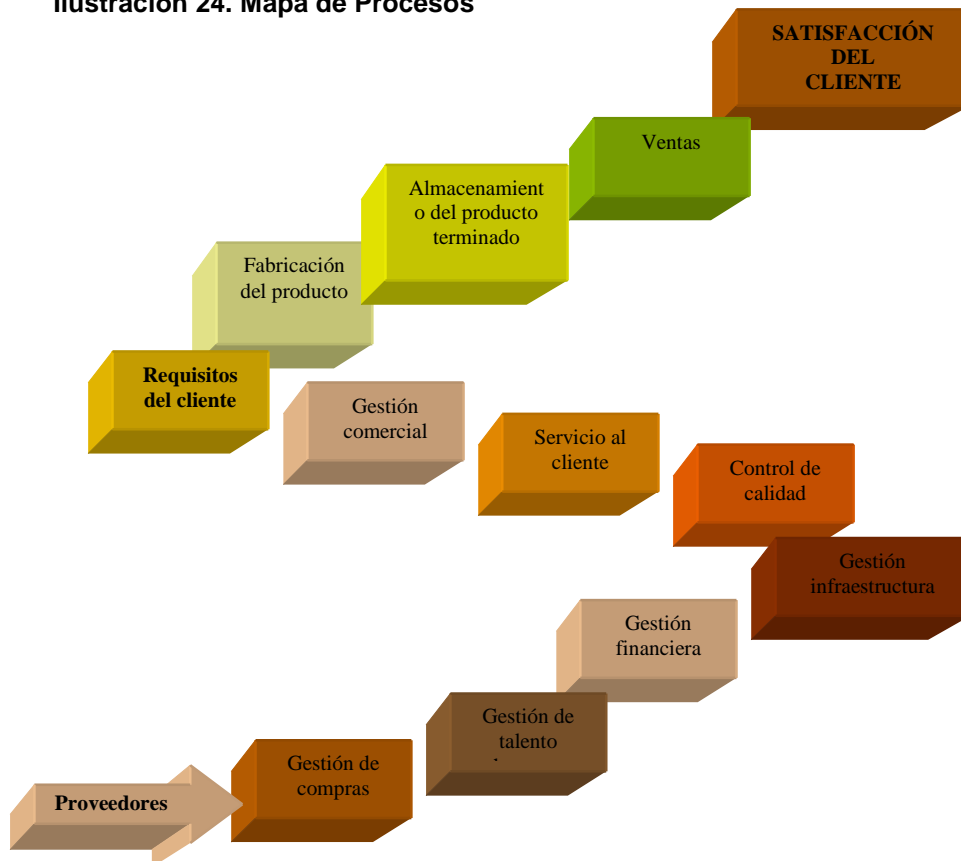 Ilustración 24. Mapa de Procesos
SATISFACCIÓN
DEL
CLIENTE
Ventas
Almacenamient
o del producto
terminado
Fabricación
del producto
Requisitos
del cliente
Gestión
comercial
Servicio al
cliente
Control de
calidad
Gestión
infraestructura
Gestión
financiera
Gestión de
talento
Gestión de
compras
Proveedores